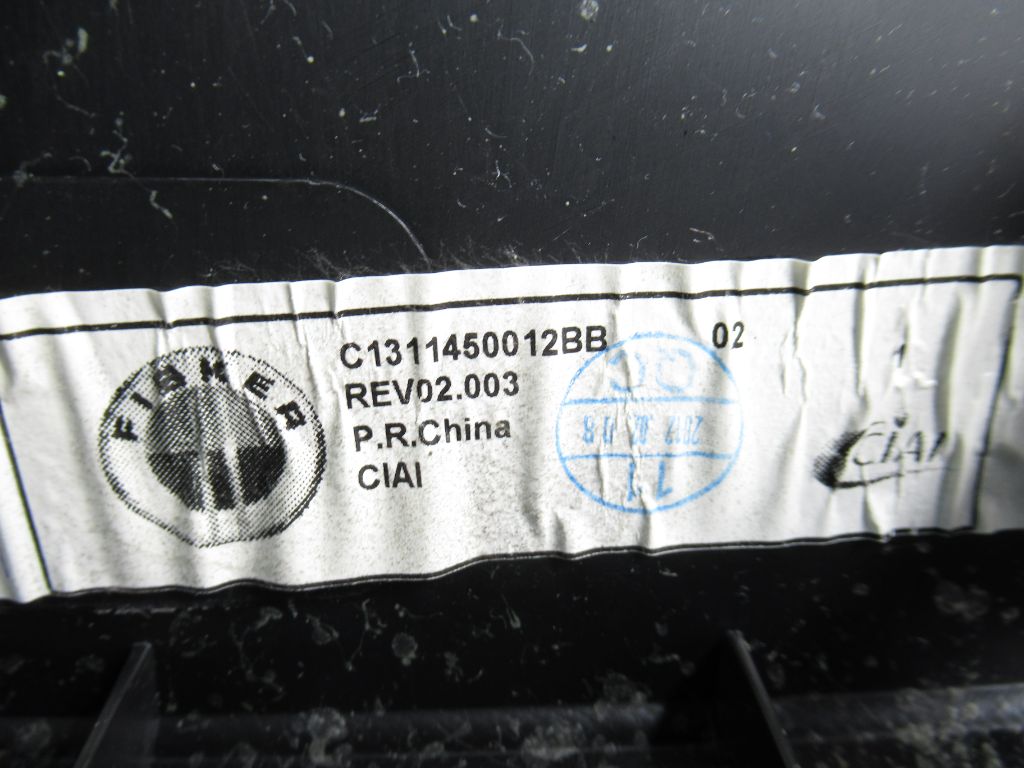 FISKER
C1311450012BB 02
REV02.003
P.R.China
CIAI
CIAI